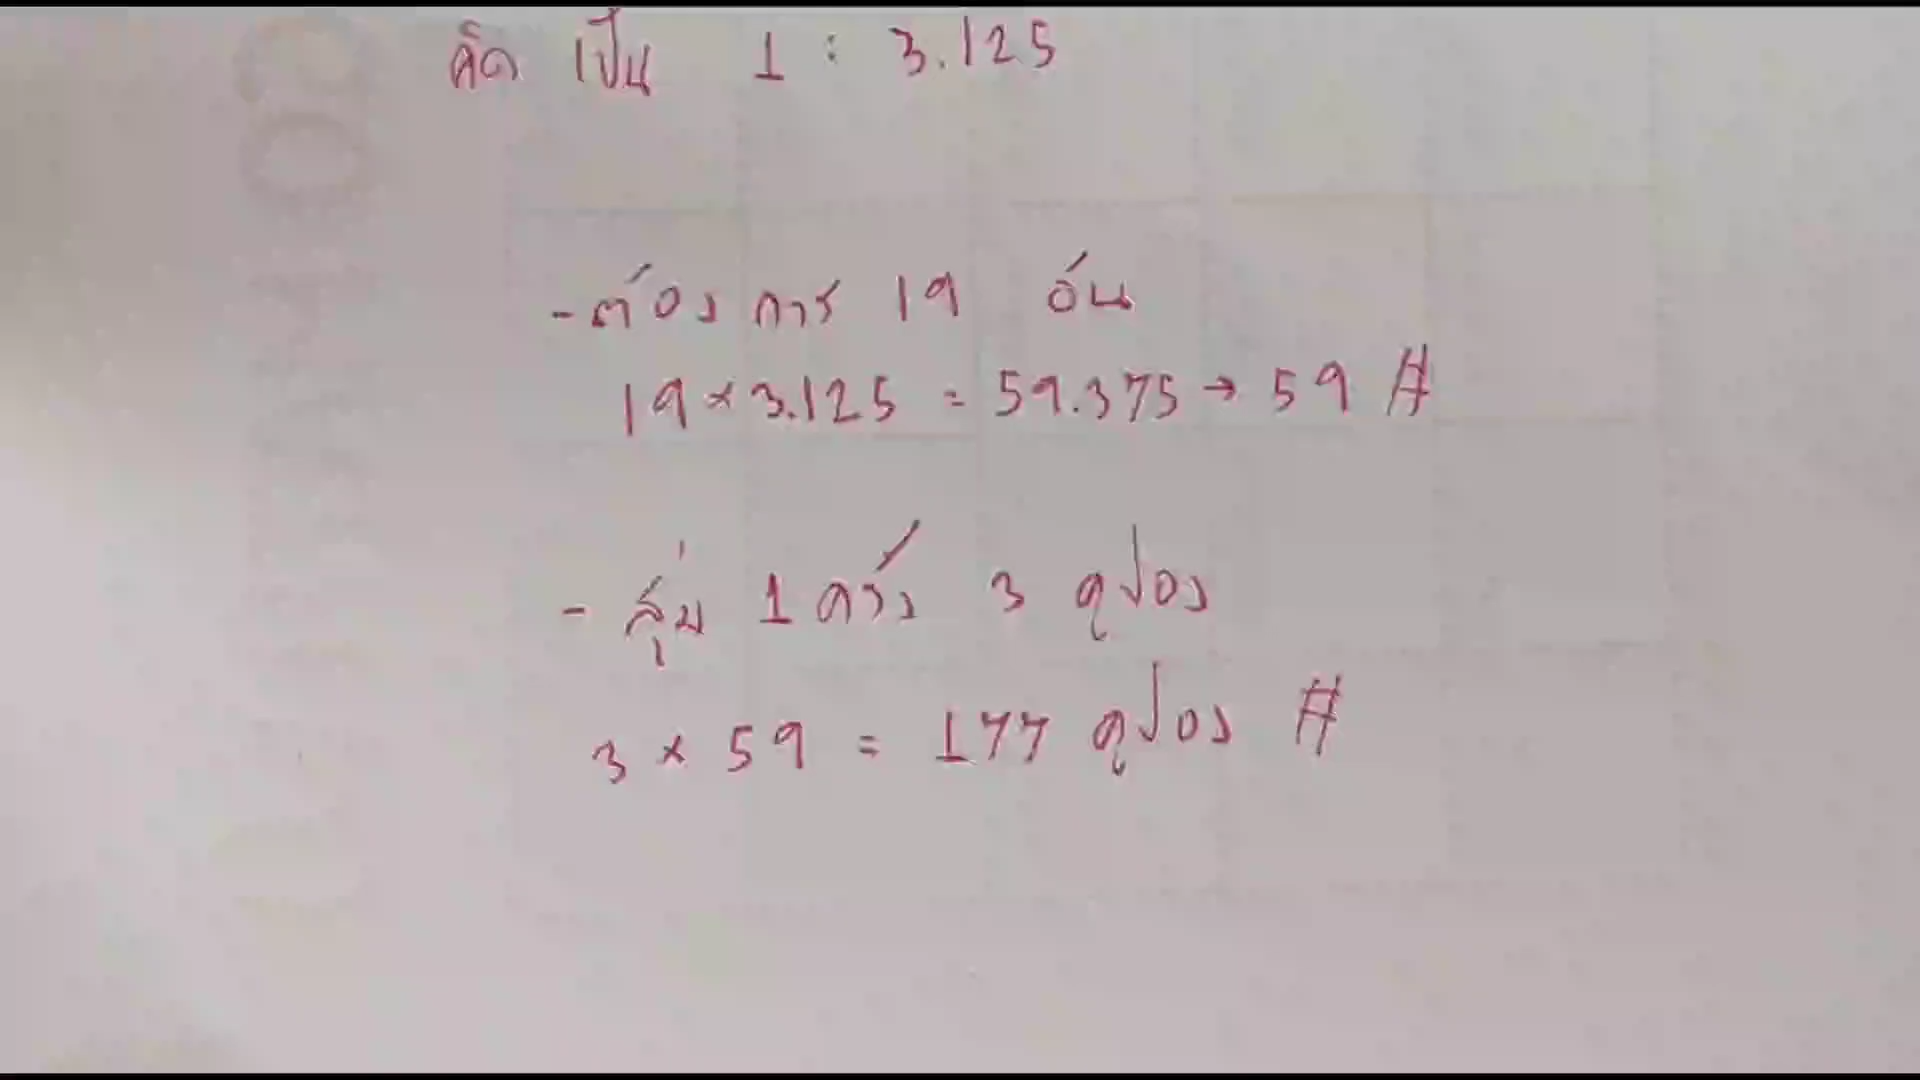 คิด เป็น 1 : 3.125
- ต้องการ 19 อัน
19 × 3.125 = 59.375 → 59 #
- สุ่ม 1 ครั้ง 3 คูปอง
3 × 59 = 177 คูปอง #